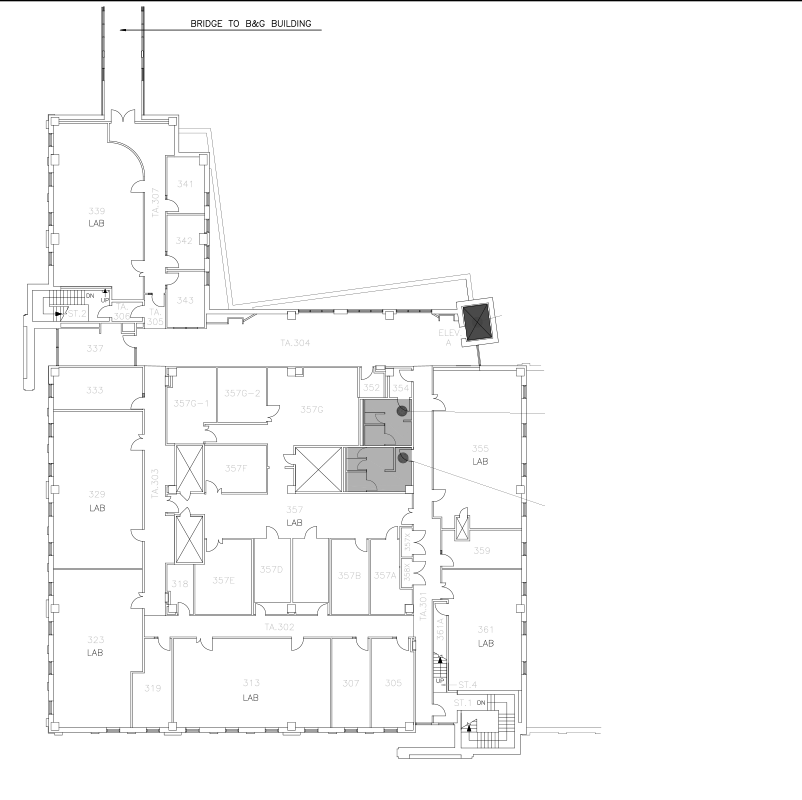 BRIDGE TO B&G BUILDING
341
TA.307
339
LAB
342
343
DN
UP
ST.2
TA.
306
TA.
305
ELEV.
A
TA.304
337
333
352
354
357G-1
357G-2
357G
355
LAB
357F
TA.303
329
LAB
357
LAB
357X
359
318
357E
357D
357B
357A
358X
TA.301
361A
TA.302
323
LAB
361
LAB
319
313
LAB
307
305
UP
ST.4
ST.1
DN